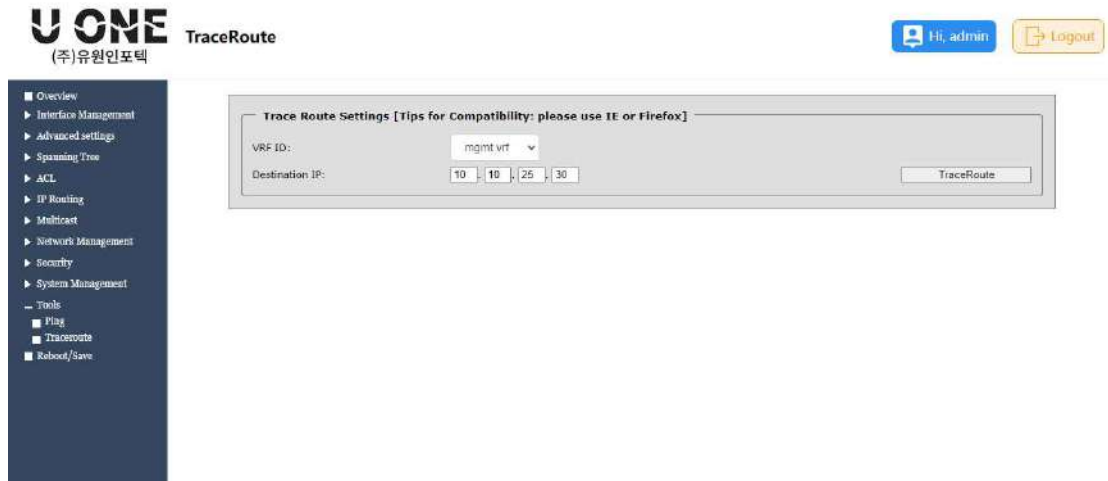 U ONE
(주)유원인포텍
TraceRoute
Hi, admin
Logout
Overview
Interface Management
Advanced settings
Spanning Tree
ACL
IP Routing
Multicast
Network Management
Security
System Management
Tools
Ping
Traceroute
Reboot/Save
Trace Route Settings [Tips for Compatibility: please use IE or Firefox]
VRF ID: mgmt vrf
Destination IP: 10 . 10 . 25 . 30 TraceRoute